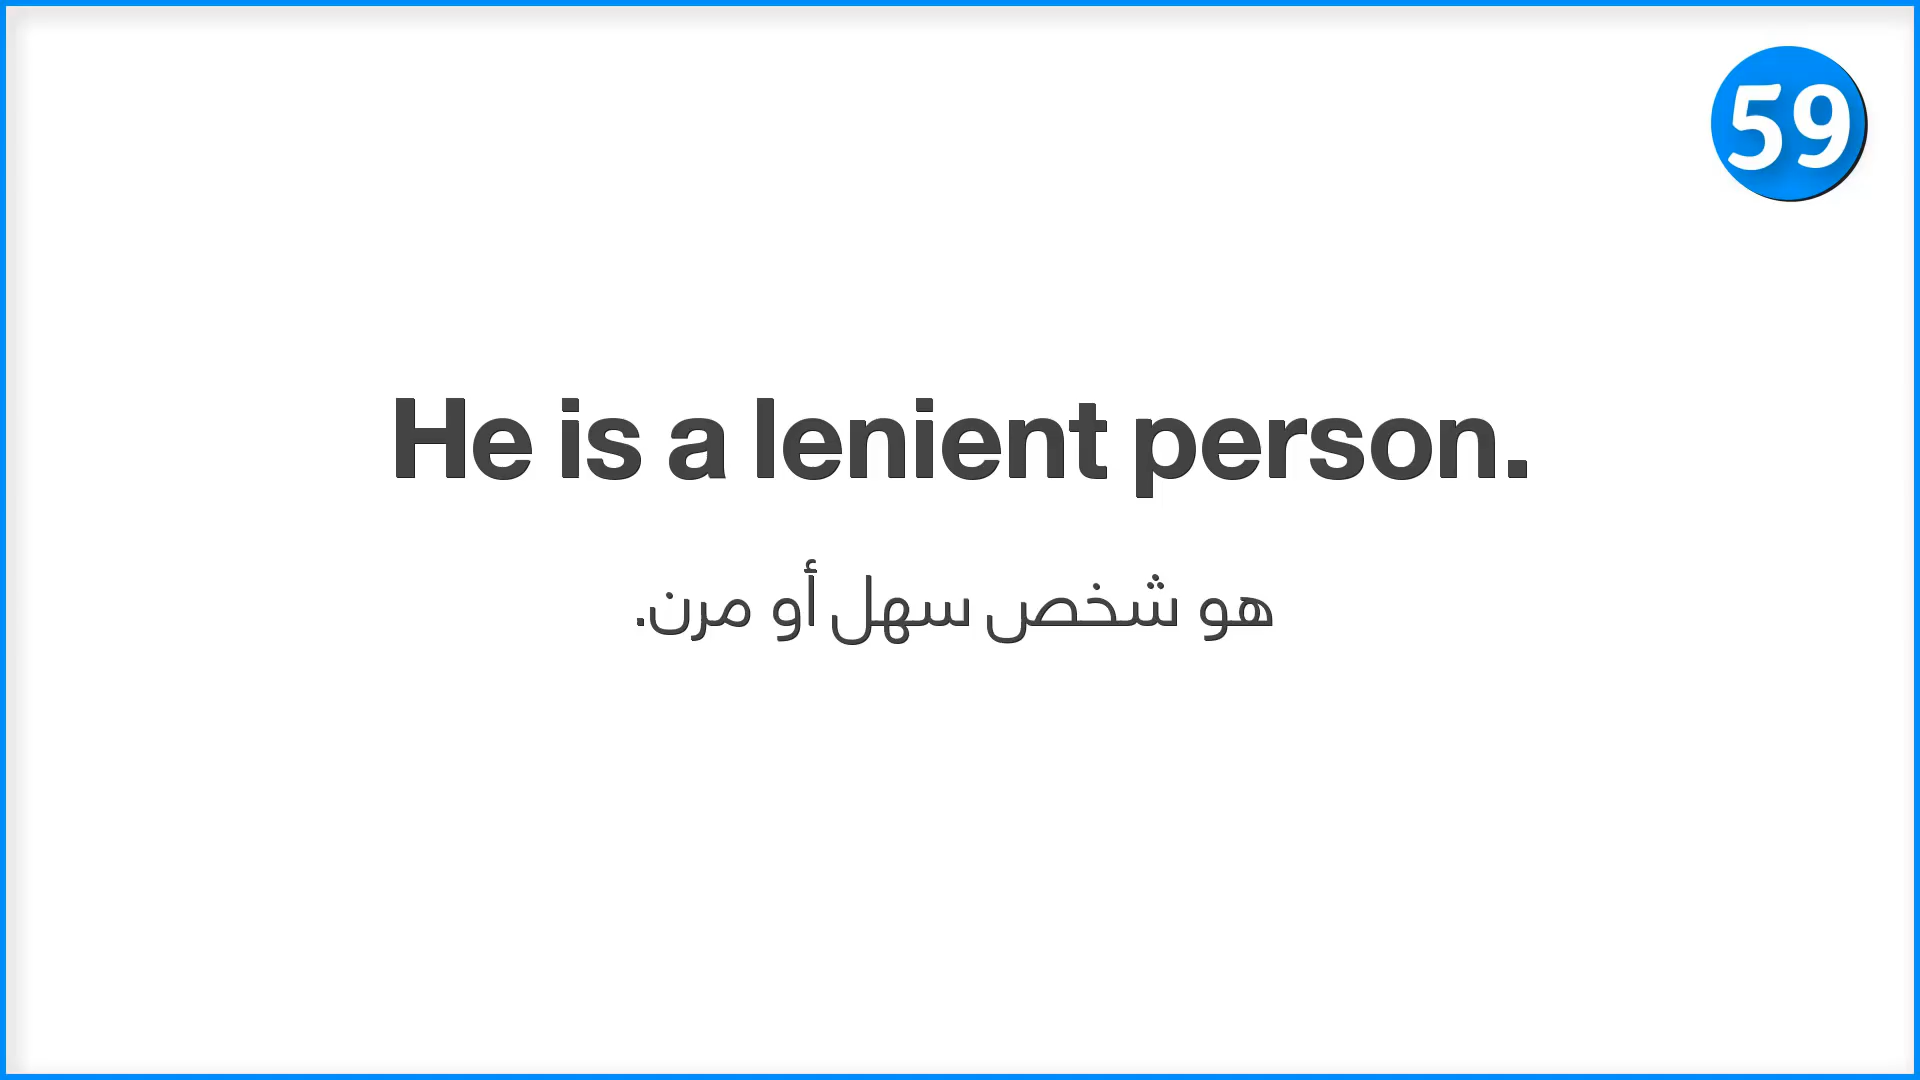 59
He is a lenient person.
هو شخص سهل أو مرن.